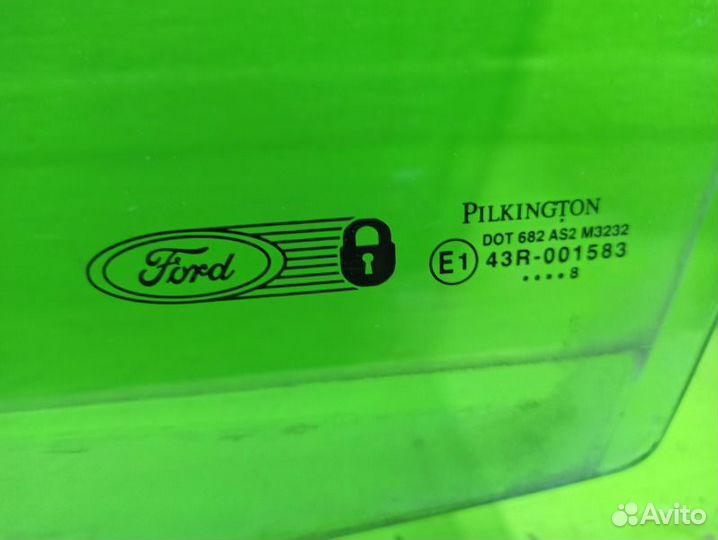 Ford
PILKINGTON
DOT 682 AS2 M3232
E1 43R-001583
•••• 8
Avito